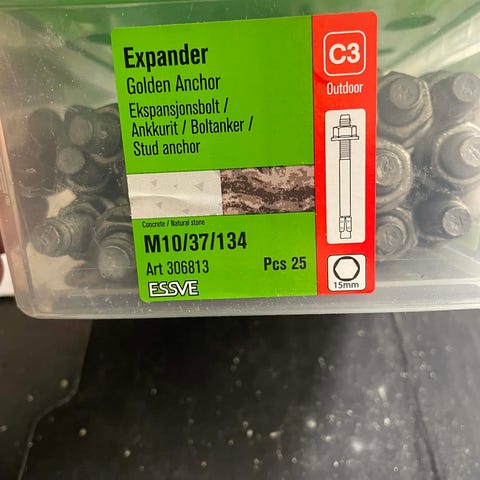 Expander
Golden Anchor
Ekspansjonsbolt /
Ankkurit / Boltanker /
Stud anchor
Concrete / Natural stone
M10/37/134
Art 306813 Pcs 25
ESSVE
C3
Outdoor
15mm